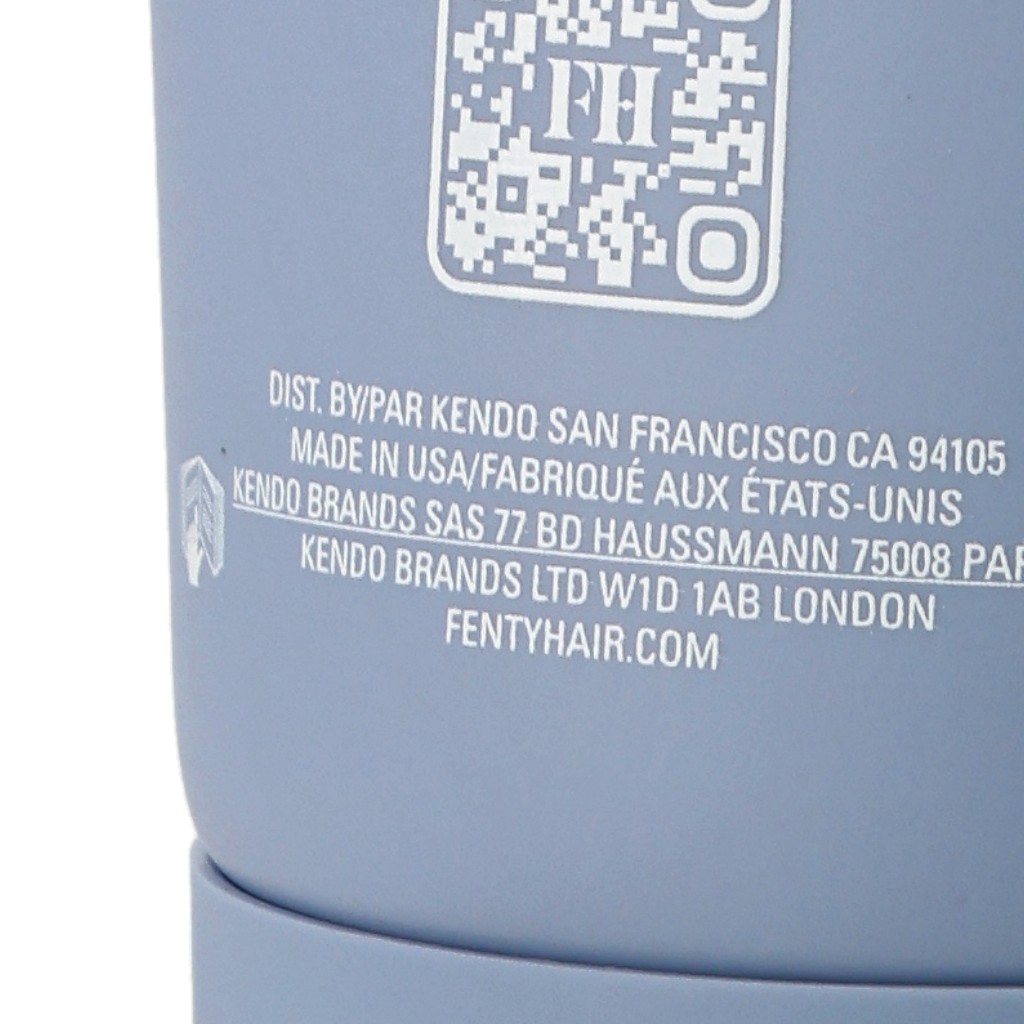 FH
DIST. BY/PAR KENDO SAN FRANCISCO CA 94105
MADE IN USA/FABRIQUÉ AUX ÉTATS-UNIS
KENDO BRANDS SAS 77 BD HAUSSMANN 75008
KENDO BRANDS LTD W1D 1AB LONDON
FENTYHAIR.COM